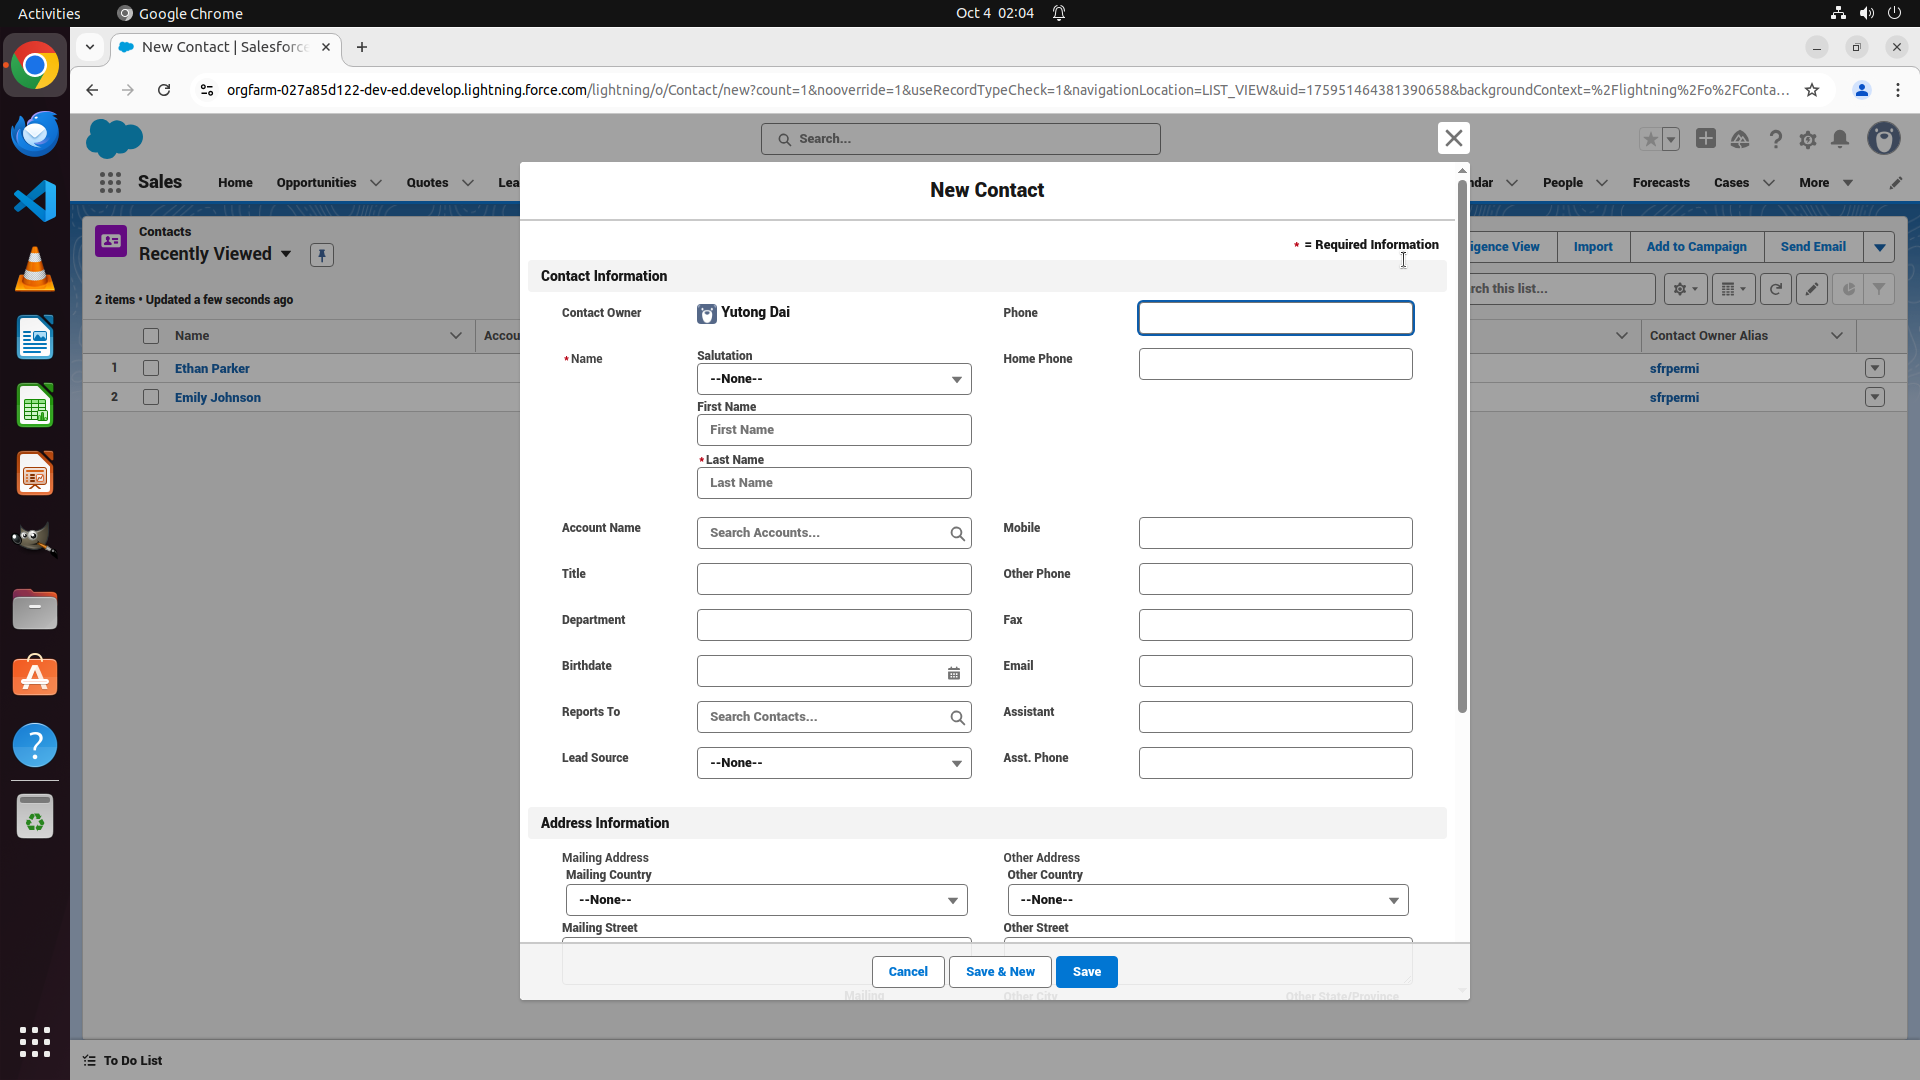 Activities
Google Chrome
Oct 4 02:04
New Contact | Salesforce
orgfarm-027a85d122-dev-ed.develop.lightning.force.com/lightning/o/Contact/new?count=1&nooverride=1&useRecordTypeCheck=1&navigationLocation=LIST_VIEW&uid=175951464381390658&backgroundContext=%2Flightning%2Fo%2FConta...
Search...
Sales
Home
Opportunities
Quotes
Lea
ndar
People
Forecasts
Cases
More
New Contact
Contacts
Recently Viewed
igence View
Import
Add to Campaign
Send Email
* = Required Information
2 items • Updated a few seconds ago
rch this list...
Name
Accou
Contact Owner Alias
1
Ethan Parker
sfrpermi
2
Emily Johnson
sfrpermi
Contact Information
Contact Owner
Yutong Dai
Phone
*Name
Salutation
--None--
Home Phone
First Name
First Name
*Last Name
Last Name
Account Name
Search Accounts...
Mobile
Title
Other Phone
Department
Fax
Birthdate
Email
Reports To
Search Contacts...
Assistant
Lead Source
--None--
Asst. Phone
Address Information
Mailing Address
Other Address
Mailing Country
Other Country
--None--
--None--
Mailing Street
Other Street
Cancel
Save & New
Save
Mailing
Other City
Other State/Province
To Do List